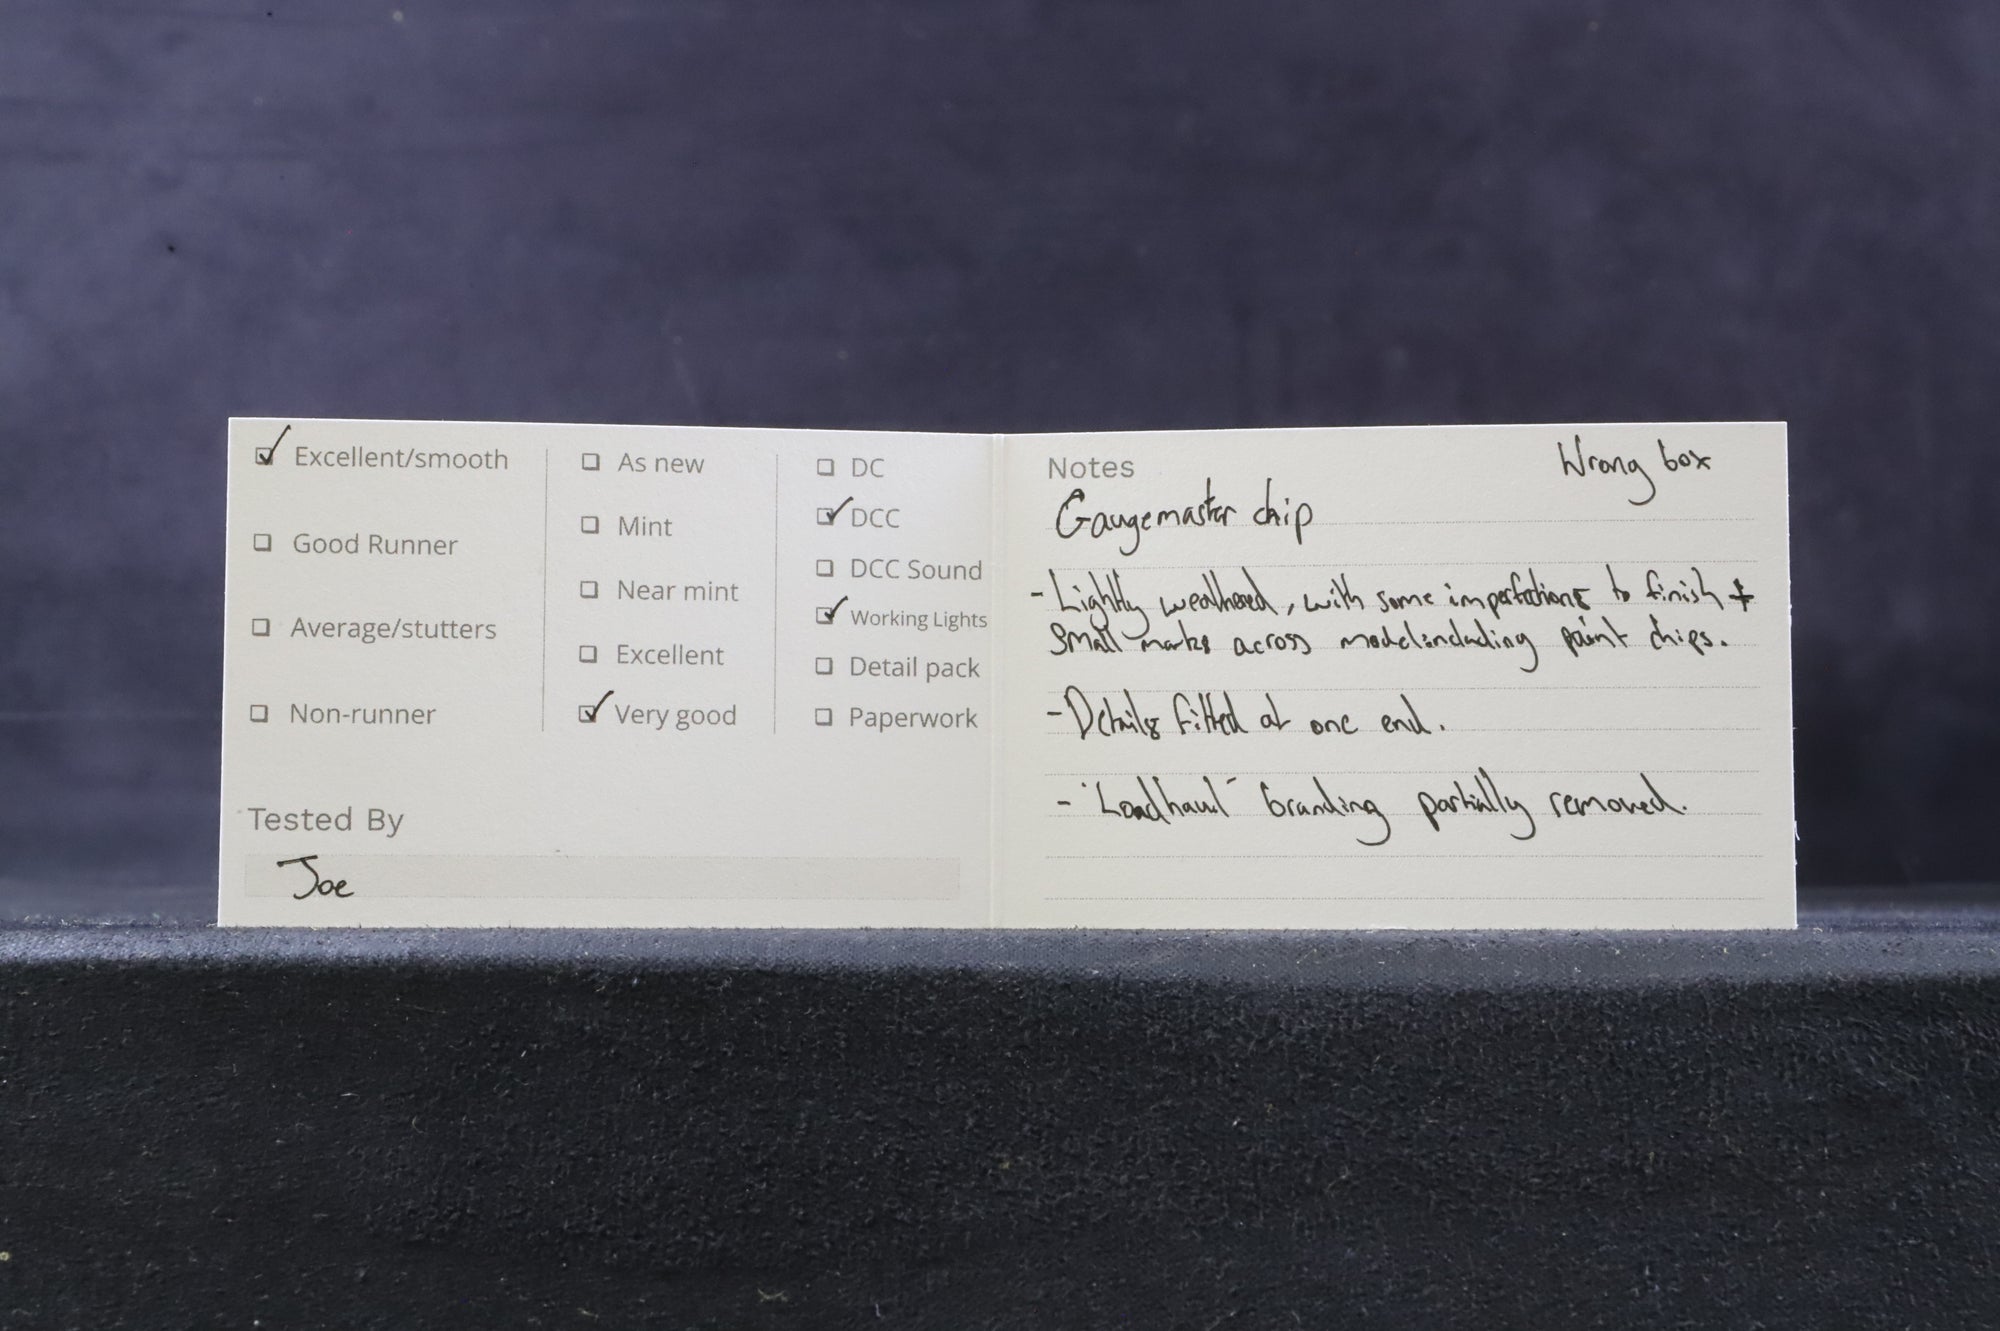 ☑ Excellent/smooth
☐ Good Runner
☐ Average/stutters
☐ Non-runner
☐ As new
☐ Mint
☐ Near mint
☐ Excellent
☑ Very good
☐ DC
☑ DCC
☐ DCC Sound
☑ Working Lights
☐ Detail pack
☐ Paperwork
Tested By
Joe
Notes
Wrong box
Gaugemaster chip
- Lightly weathered, with some imperfections to finish +
small marks across model including paint chips.
- Details fitted at one end.
- "Loadhaul" branding partially removed.